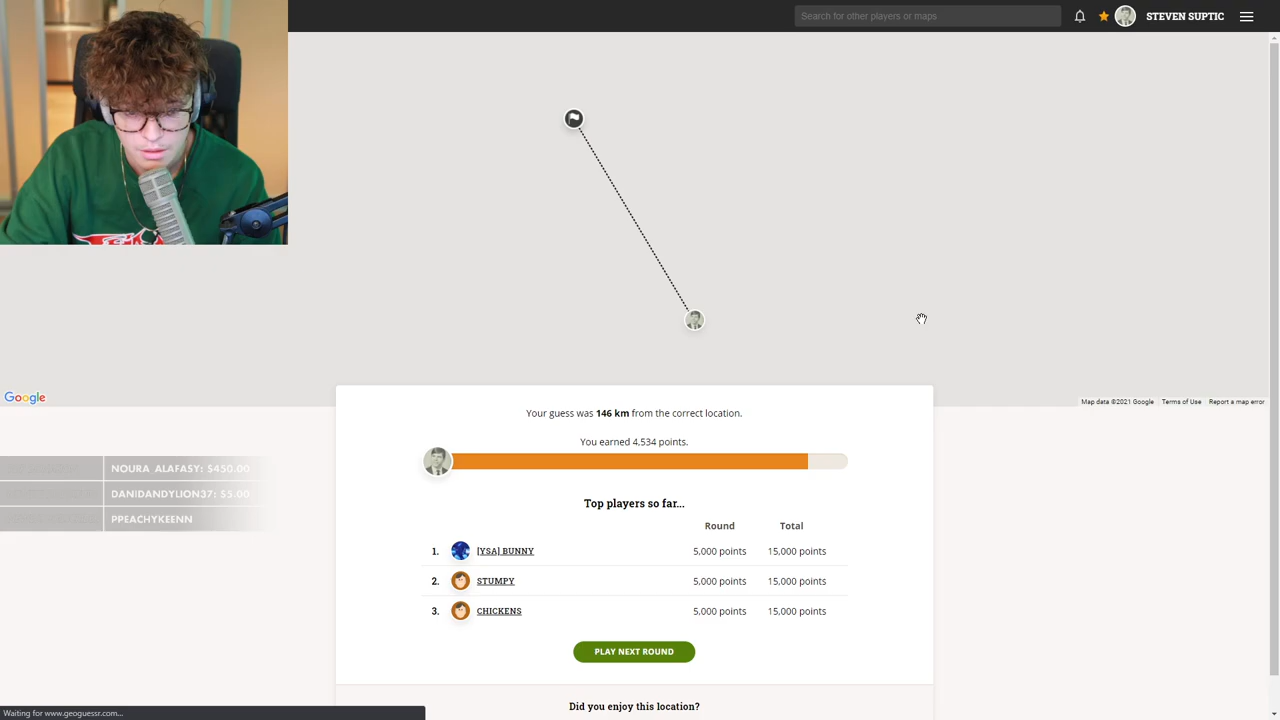 Search for other players or maps
STEVEN SUPTIC
Google
Map data ©2021 Google Terms of Use Report a map error
Your guess was 146 km from the correct location.
You earned 4,534 points.
NOURA ALAFASY: $450.00
DANIDANDYLION37: $5.00
PPEACHYKEENN
Top players so far...
Round Total
1. [YSA] BUNNY 5,000 points 15,000 points
2. STUMPY 5,000 points 15,000 points
3. CHICKENS 5,000 points 15,000 points
PLAY NEXT ROUND
Did you enjoy this location?
Waiting for www.geoguessr.com...